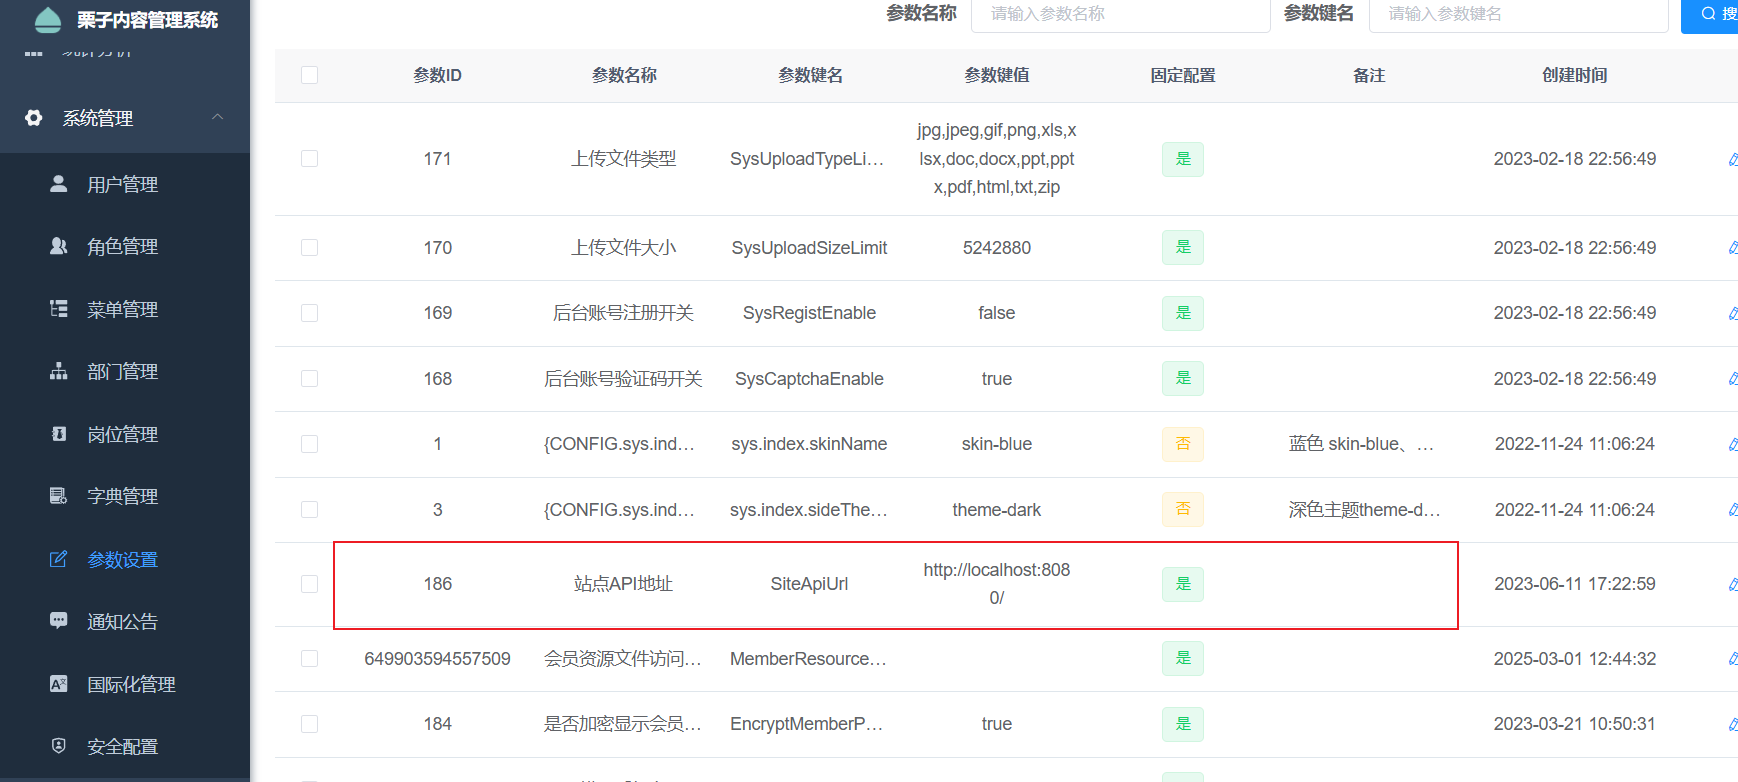 栗子内容管理系统
参数名称 请输入参数名称 参数键名 请输入参数键名 搜
统计分析
系统管理
用户管理
角色管理
菜单管理
部门管理
岗位管理
字典管理
参数设置
通知公告
国际化管理
安全配置
参数ID 参数名称 参数键名 参数键值 固定配置 备注 创建时间
171 上传文件类型 SysUploadTypeLi... jpg,jpeg,gif,png,xls,x
lsx,doc,docx,ppt,ppt
x,pdf,html,txt,zip 是 2023-02-18 22:56:49
170 上传文件大小 SysUploadSizeLimit 5242880 是 2023-02-18 22:56:49
169 后台账号注册开关 SysRegistEnable false 是 2023-02-18 22:56:49
168 后台账号验证码开关 SysCaptchaEnable true 是 2023-02-18 22:56:49
1 {CONFIG.sys.ind... sys.index.skinName skin-blue 否 蓝色 skin-blue、... 2022-11-24 11:06:24
3 {CONFIG.sys.ind... sys.index.sideThe... theme-dark 否 深色主题theme-d... 2022-11-24 11:06:24
186 站点API地址 SiteApiUrl http://localhost:808
0/ 是 2023-06-11 17:22:59
649903594557509 会员资源文件访问... MemberResource... 是 2025-03-01 12:44:32
184 是否加密显示会员... EncryptMemberP... true 是 2023-03-21 10:50:31